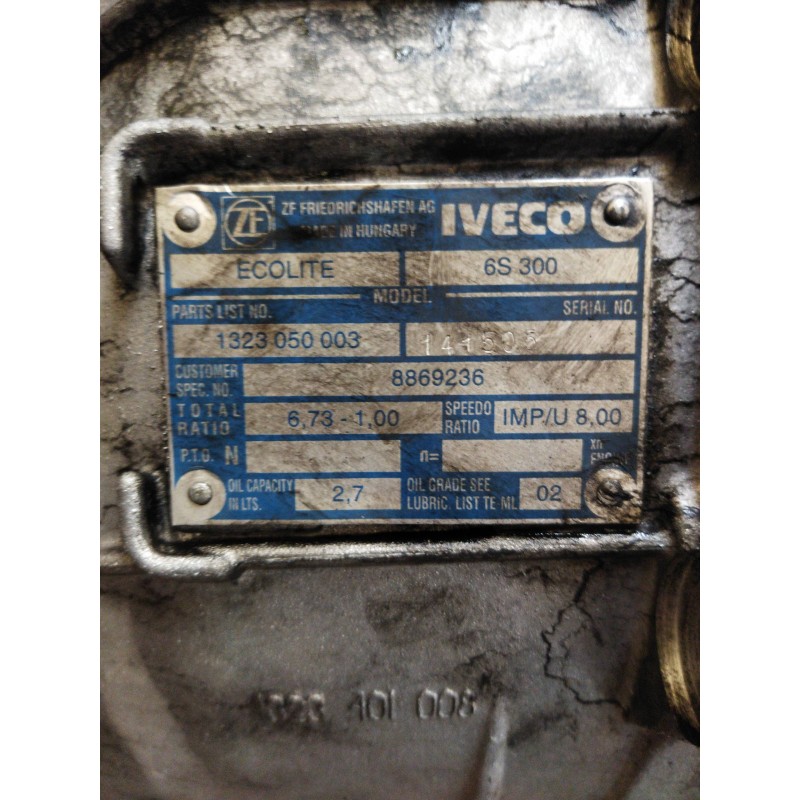 ZF
ZF FRIEDRICHSHAFEN AG
MADE IN HUNGARY
IVECO
ECOLITE 6S 300
MODEL
PARTS LIST NO. SERIAL NO.
1323 050 003
CUSTOMER
SPEC. NO.
8869236
TOTAL
RATIO
6,73 - 1,00
SPEEDO
RATIO
IMP/U 8,00
P.T.O. N n=
OIL CAPACITY
IN LTS.
2,7
OIL GRADE SEE
LUBRIC. LIST TE-ML
02
401 008